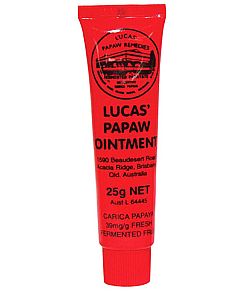 LUCAS'
PAPAW REMEDIES
LUCAS'
PAPAW
OINTMENT
1590 Beaudesert Road
Acacia Ridge, Brisbane
Qld. Australia
25g NET
Aust L 64445
CARICA PAPAYA
39mg/g FRESH
FERMENTED FRUIT